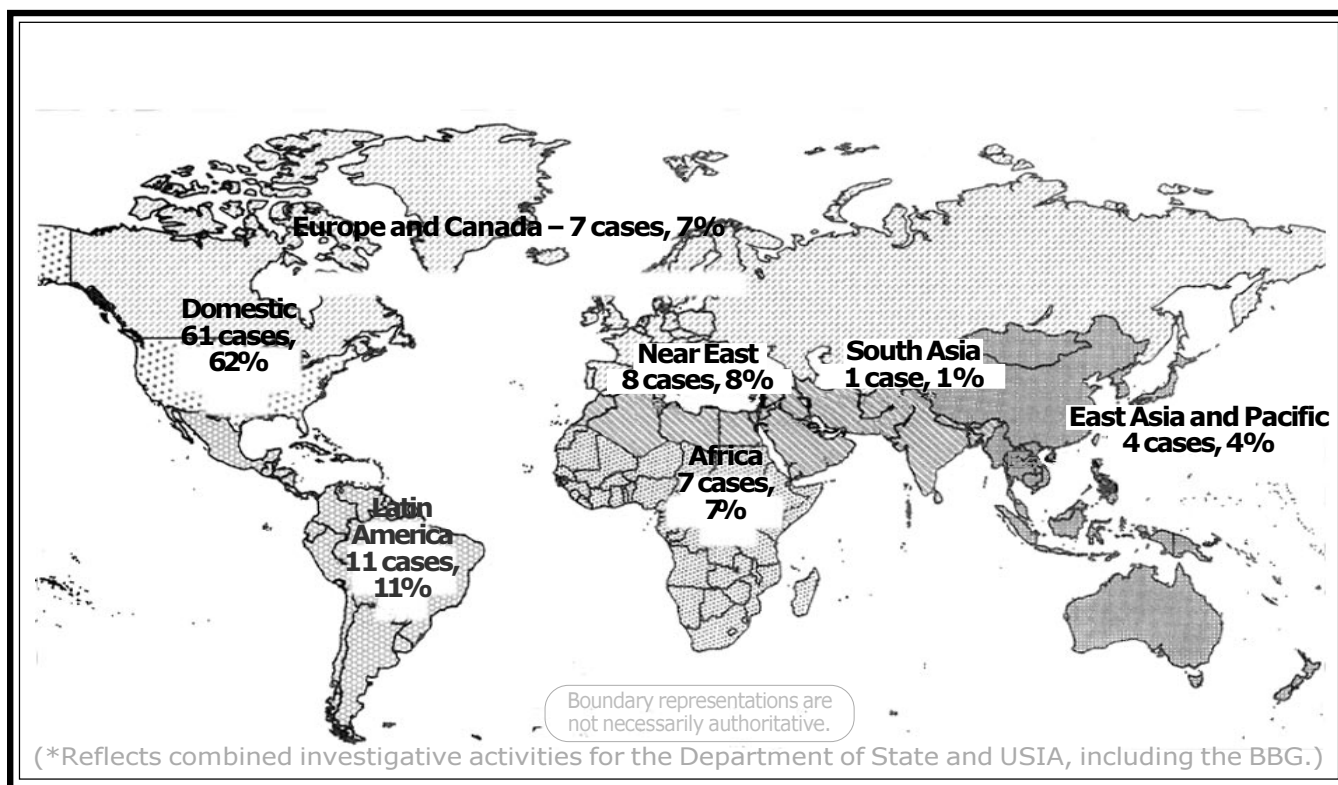 Europe and Canada – 7 cases, 7%
Domestic
61 cases,
62%
Near East
8 cases, 8%
South Asia
1 case, 1%
East Asia and Pacific
4 cases, 4%
Africa
7 cases,
7%
Latin
America
11 cases,
11%
Boundary representations are
not necessarily authoritative.
(*Reflects combined investigative activities for the Department of State and USIA, including the BBG.)